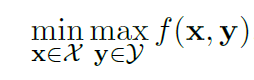 min max f(x, y)
x∈𝒳 y∈𝒴